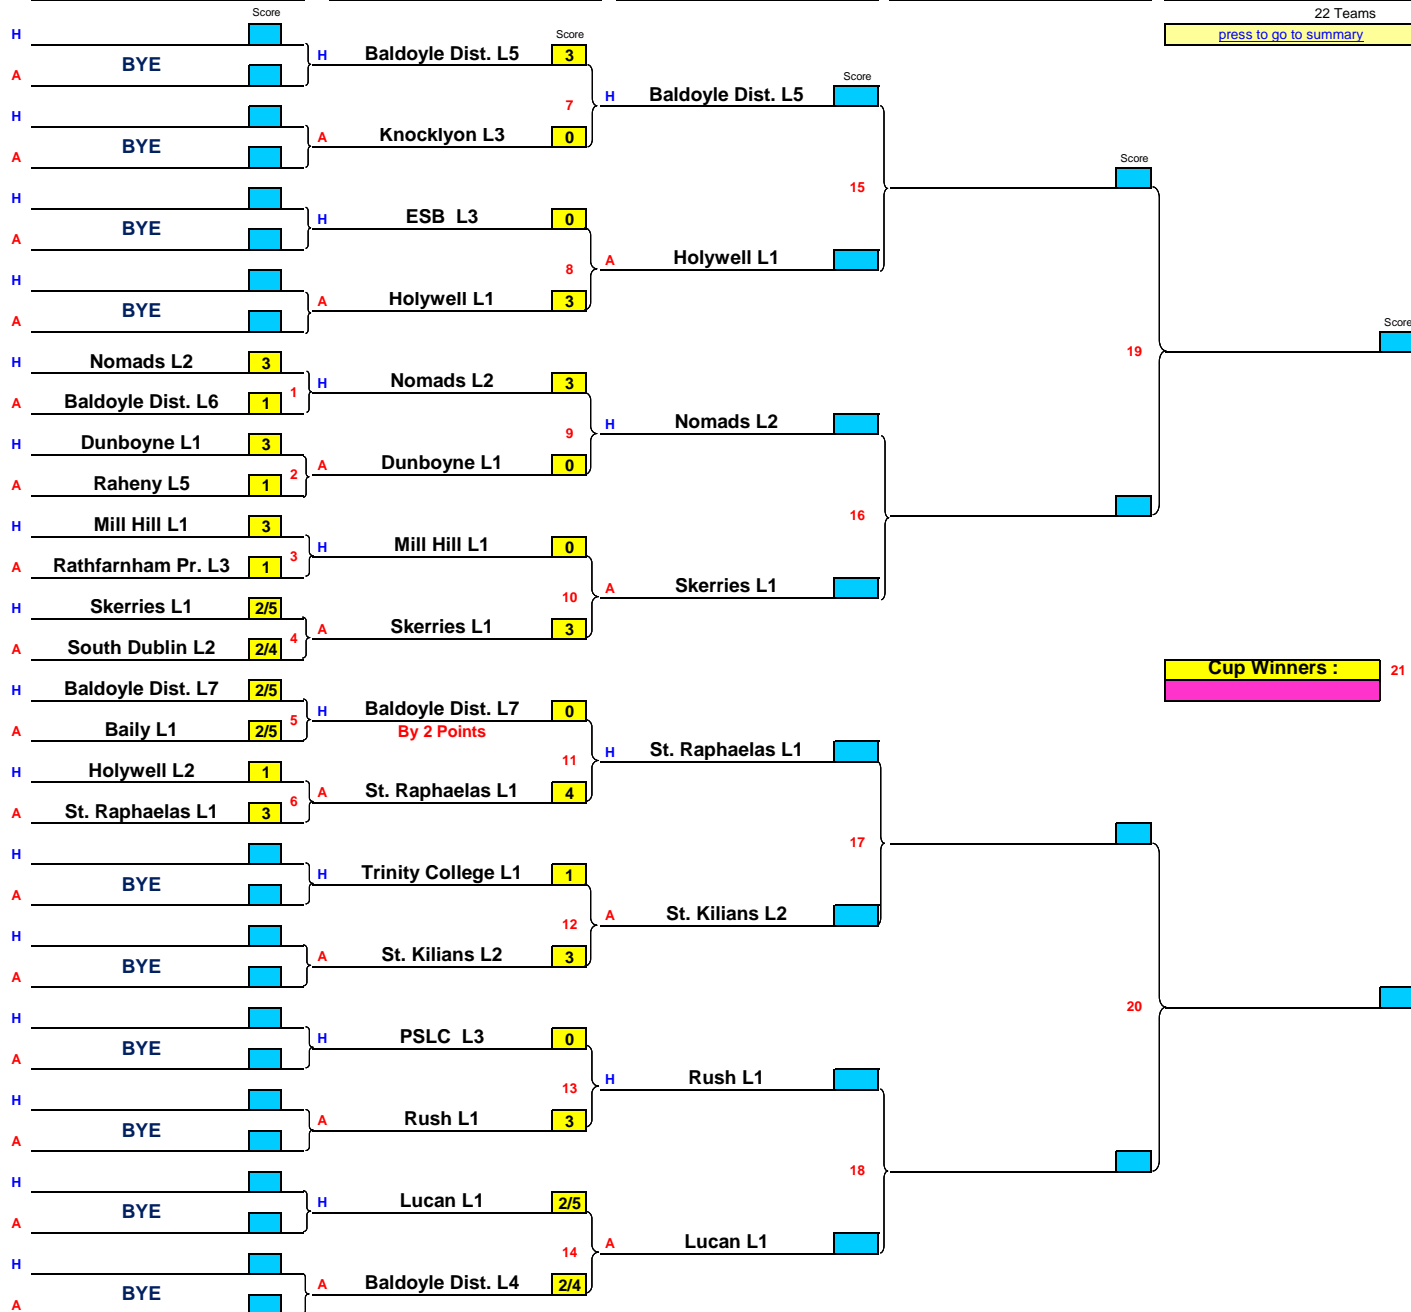 Score
22 Teams
H
press to go to summary
Score
BYE
H Baldoyle Dist. L5 3
A
Score
7 H Baldoyle Dist. L5
H
A Knocklyon L3 0
BYE
A
Score
15
H
H ESB L3 0
BYE
A
8 A Holywell L1
H
A Holywell L1 3
BYE
A
Score
19
H Nomads L2 3
H Nomads L2 3
1
A Baldoyle Dist. L6 1
9 H Nomads L2
H Dunboyne L1 3
A Dunboyne L1 0
2
A Raheny L5 1
16
H Mill Hill L1 3
H Mill Hill L1 0
3
A Rathfarnham Pr. L3 1
10 A Skerries L1
H Skerries L1 2/5
A Skerries L1 3
4
A South Dublin L2 2/4
Cup Winners : 21
H Baldoyle Dist. L7 2/5
H Baldoyle Dist. L7 0
5
A Baily L1 2/5
By 2 Points
11 H St. Raphaelas L1
H Holywell L2 1
A St. Raphaelas L1 4
6
A St. Raphaelas L1 3
17
H
H Trinity College L1 1
BYE
A
12 A St. Kilians L2
H
A St. Kilians L2 3
BYE
A
20
H
H PSLC L3 0
BYE
A
13 H Rush L1
H
A Rush L1 3
BYE
A
18
H
H Lucan L1 2/5
BYE
A
14 A Lucan L1
H
A Baldoyle Dist. L4 2/4
BYE
A